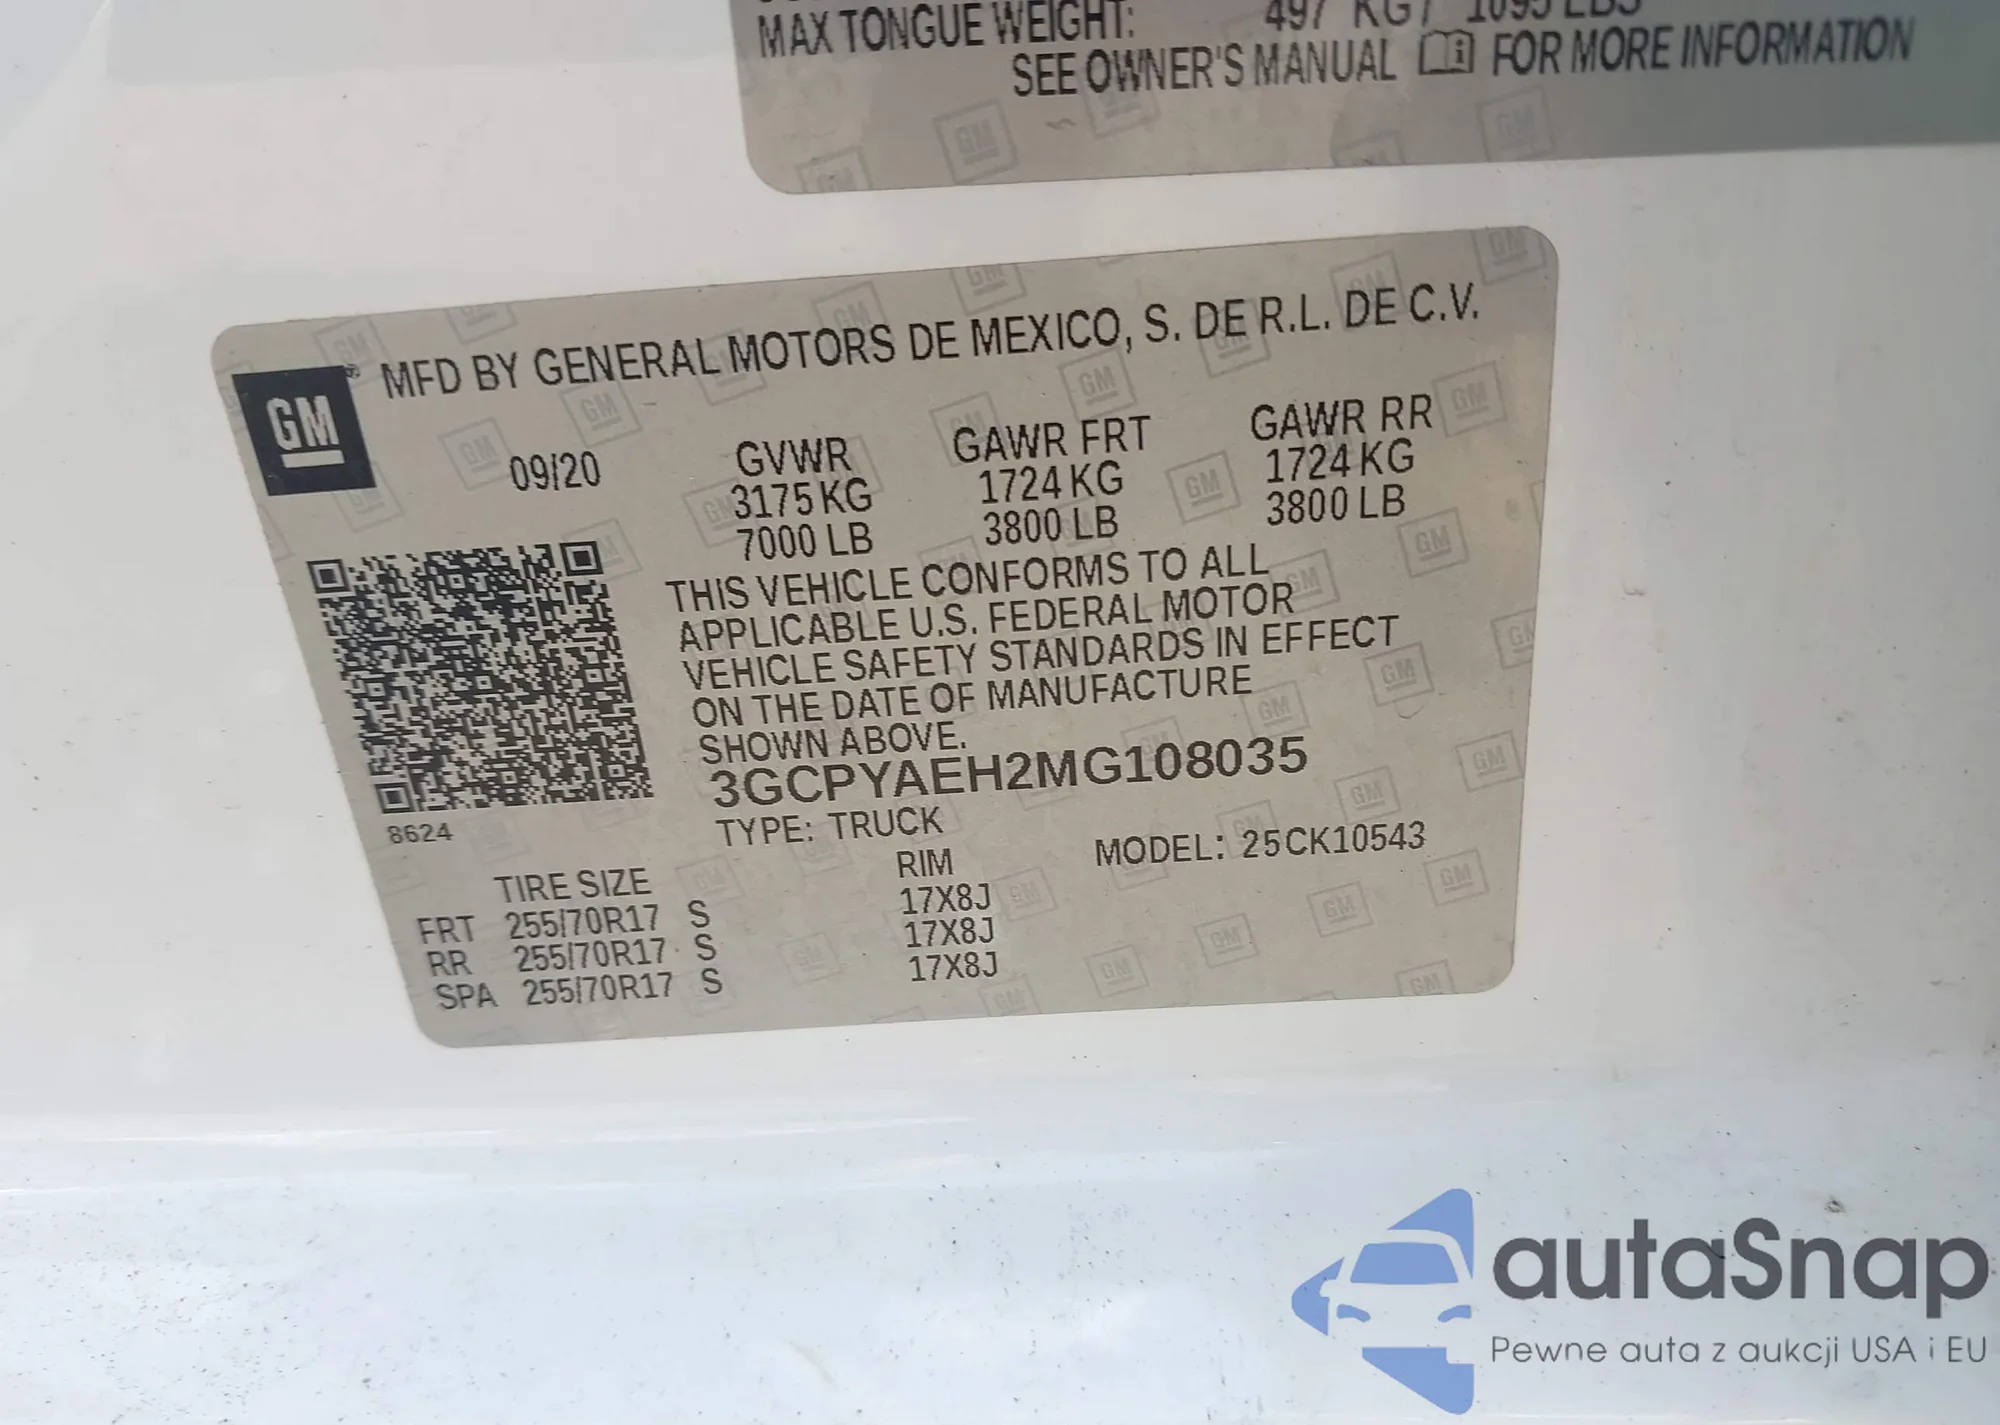 MAX TONGUE WEIGHT: 497 KG / 1095 LBS
SEE OWNER'S MANUAL FOR MORE INFORMATION
MFD BY GENERAL MOTORS DE MEXICO, S. DE R.L. DE C.V.
GM
09/20
GVWR GAWR FRT GAWR RR
3175 KG 1724 KG 1724 KG
7000 LB 3800 LB 3800 LB
THIS VEHICLE CONFORMS TO ALL
APPLICABLE U.S. FEDERAL MOTOR
VEHICLE SAFETY STANDARDS IN EFFECT
ON THE DATE OF MANUFACTURE
SHOWN ABOVE.
3GCPYAEH2MG108035
8624
TYPE: TRUCK
MODEL: 25CK10543
TIRE SIZE RIM
FRT 255/70R17 S 17X8J
RR 255/70R17 S 17X8J
SPA 255/70R17 S 17X8J
autaSnap
Pewne auta z aukcji USA i EU